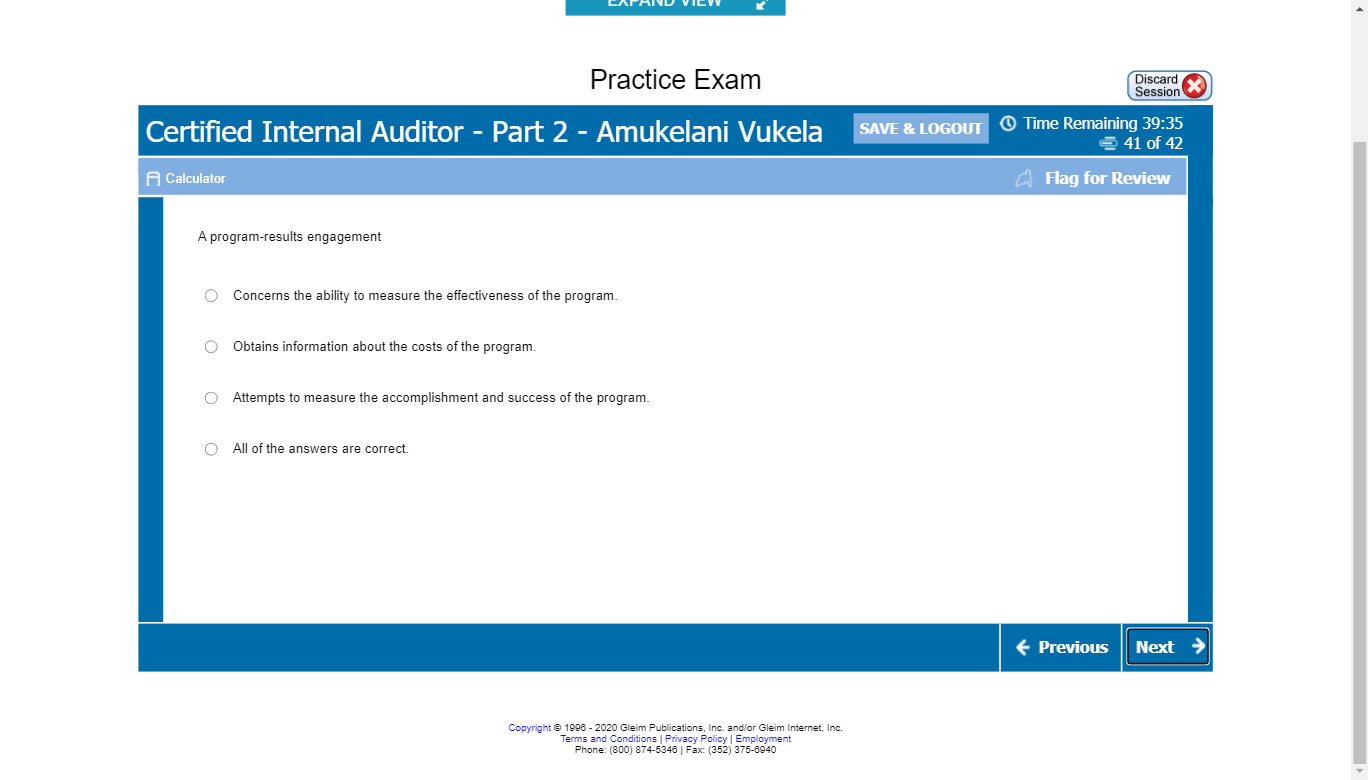 EXPAND VIEW
Practice Exam
Discard
Session
Certified Internal Auditor - Part 2 - Amukelani Vukela
SAVE & LOGOUT
Time Remaining 39:35
41 of 42
Calculator
Flag for Review
A program-results engagement
Concerns the ability to measure the effectiveness of the program.
Obtains information about the costs of the program.
Attempts to measure the accomplishment and success of the program.
All of the answers are correct.
Previous
Next
Copyright © 1996 - 2020 Gleim Publications, Inc. and/or Gleim Internet, Inc.
Terms and Conditions | Privacy Policy | Employment
Phone: (800) 874-5346 | Fax: (352) 375-6940